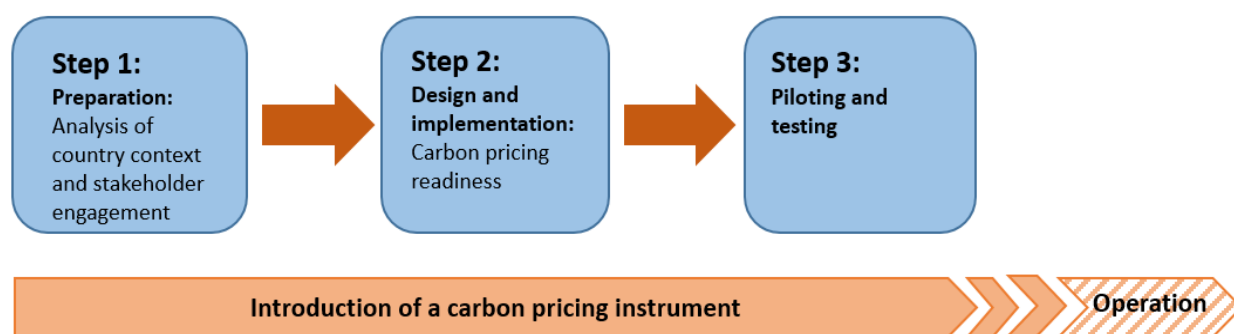 Step 1:
Preparation:
Analysis of
country context
and stakeholder
engagement
Step 2:
Design and
implementation:
Carbon pricing
readiness
Step 3:
Piloting and
testing
Introduction of a carbon pricing instrument
Operation